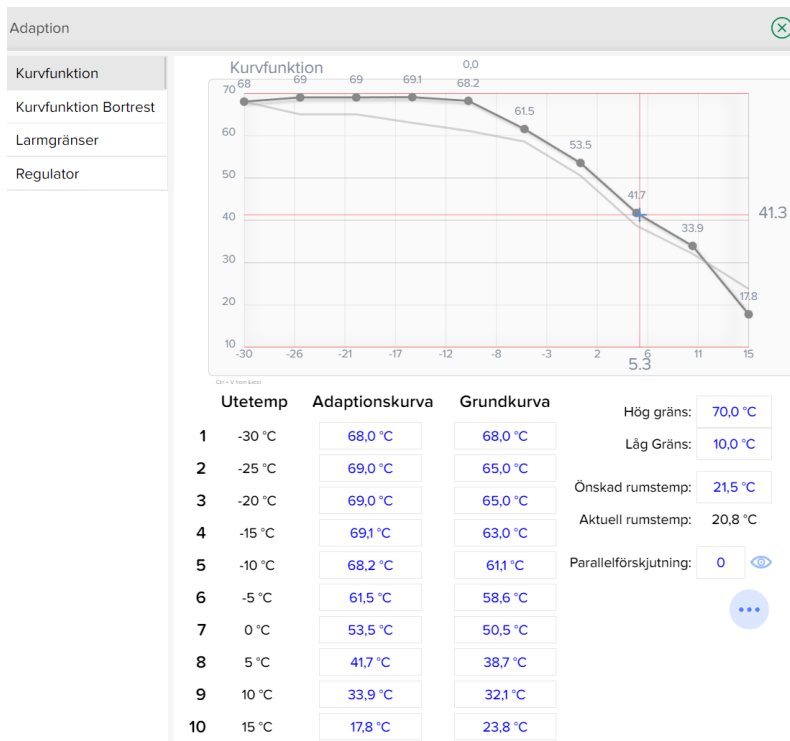 Adaption
Kurvfunktion
Kurvfunktion Bortrest
Larmgränser
Regulator
Kurvfunktion
0,0
68 69 69 69.1 68.2
61.5
53.5
41.7
33.9
17.8
70
60
50
40
30
20
10
41.3
-30 -26 -21 -17 -12 -8 -3 2 6 11 15
5.3
Ctrl + V from Excel
Utetemp Adaptionskurva Grundkurva
1 -30 °C 68,0 °C 68,0 °C
2 -25 °C 69,0 °C 65,0 °C
3 -20 °C 69,0 °C 65,0 °C
4 -15 °C 69,1 °C 63,0 °C
5 -10 °C 68,2 °C 61,1 °C
6 -5 °C 61,5 °C 58,6 °C
7 0 °C 53,5 °C 50,5 °C
8 5 °C 41,7 °C 38,7 °C
9 10 °C 33,9 °C 32,1 °C
10 15 °C 17,8 °C 23,8 °C
Hög gräns: 70,0 °C
Låg Gräns: 10,0 °C
Önskad rumstemp: 21,5 °C
Aktuell rumstemp: 20,8 °C
Parallelförskjutning: 0